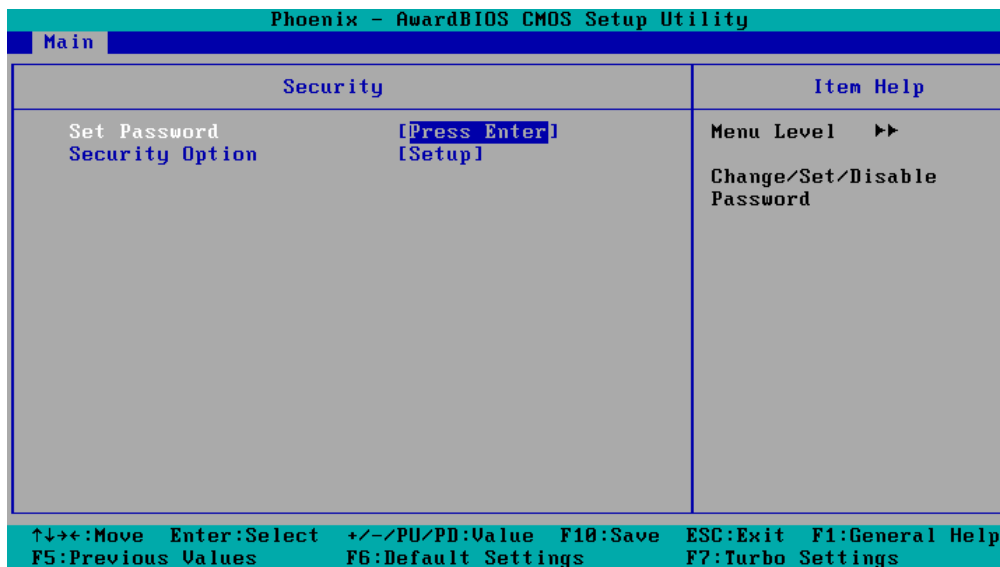 Phoenix - AwardBIOS CMOS Setup Utility
Main
Security
Item Help
Set Password [Press Enter]
Security Option [Setup]
Menu Level ▶▶
Change/Set/Disable
Password
↑↓→←:Move Enter:Select +/-/PU/PD:Value F10:Save ESC:Exit F1:General Help
F5:Previous Values F6:Default Settings F7:Turbo Settings